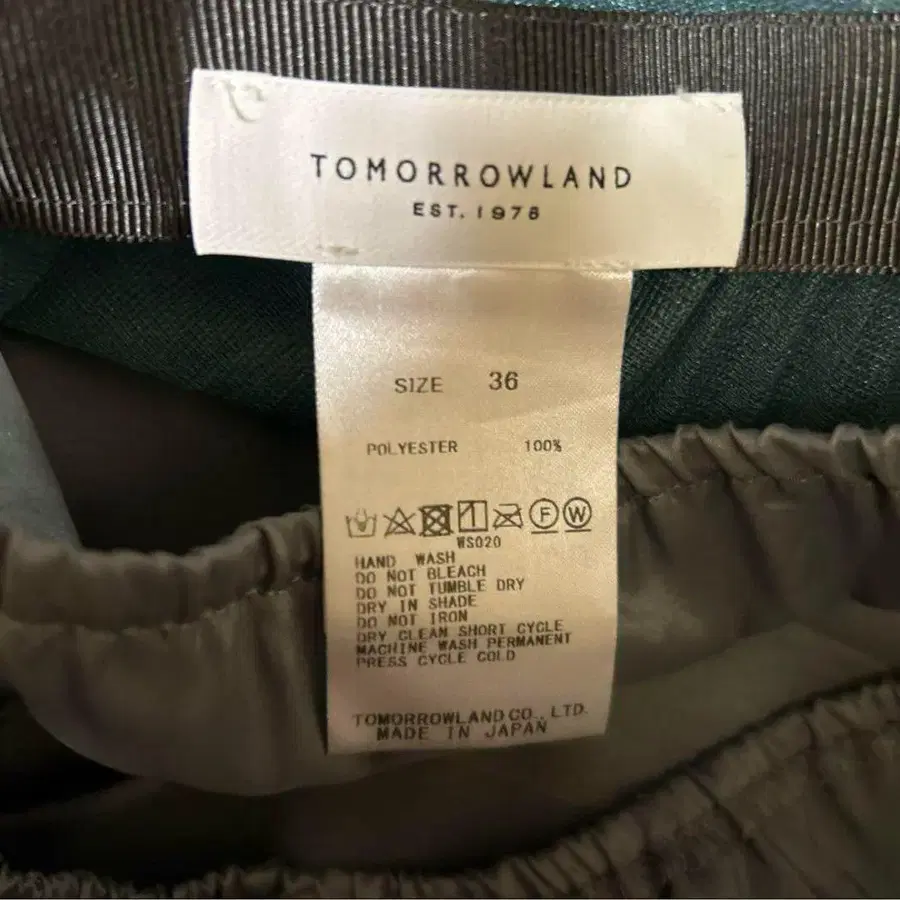 TOMORROWLAND
EST. 1978
SIZE 36
POLYESTER 100%
F W
WS020
HAND WASH
DO NOT BLEACH
DO NOT TUMBLE DRY
DRY IN SHADE
DO NOT IRON
DRY CLEAN SHORT CYCLE
MACHINE WASH PERMANENT
PRESS CYCLE COLD
TOMORROWLAND CO., LTD.
MADE IN JAPAN